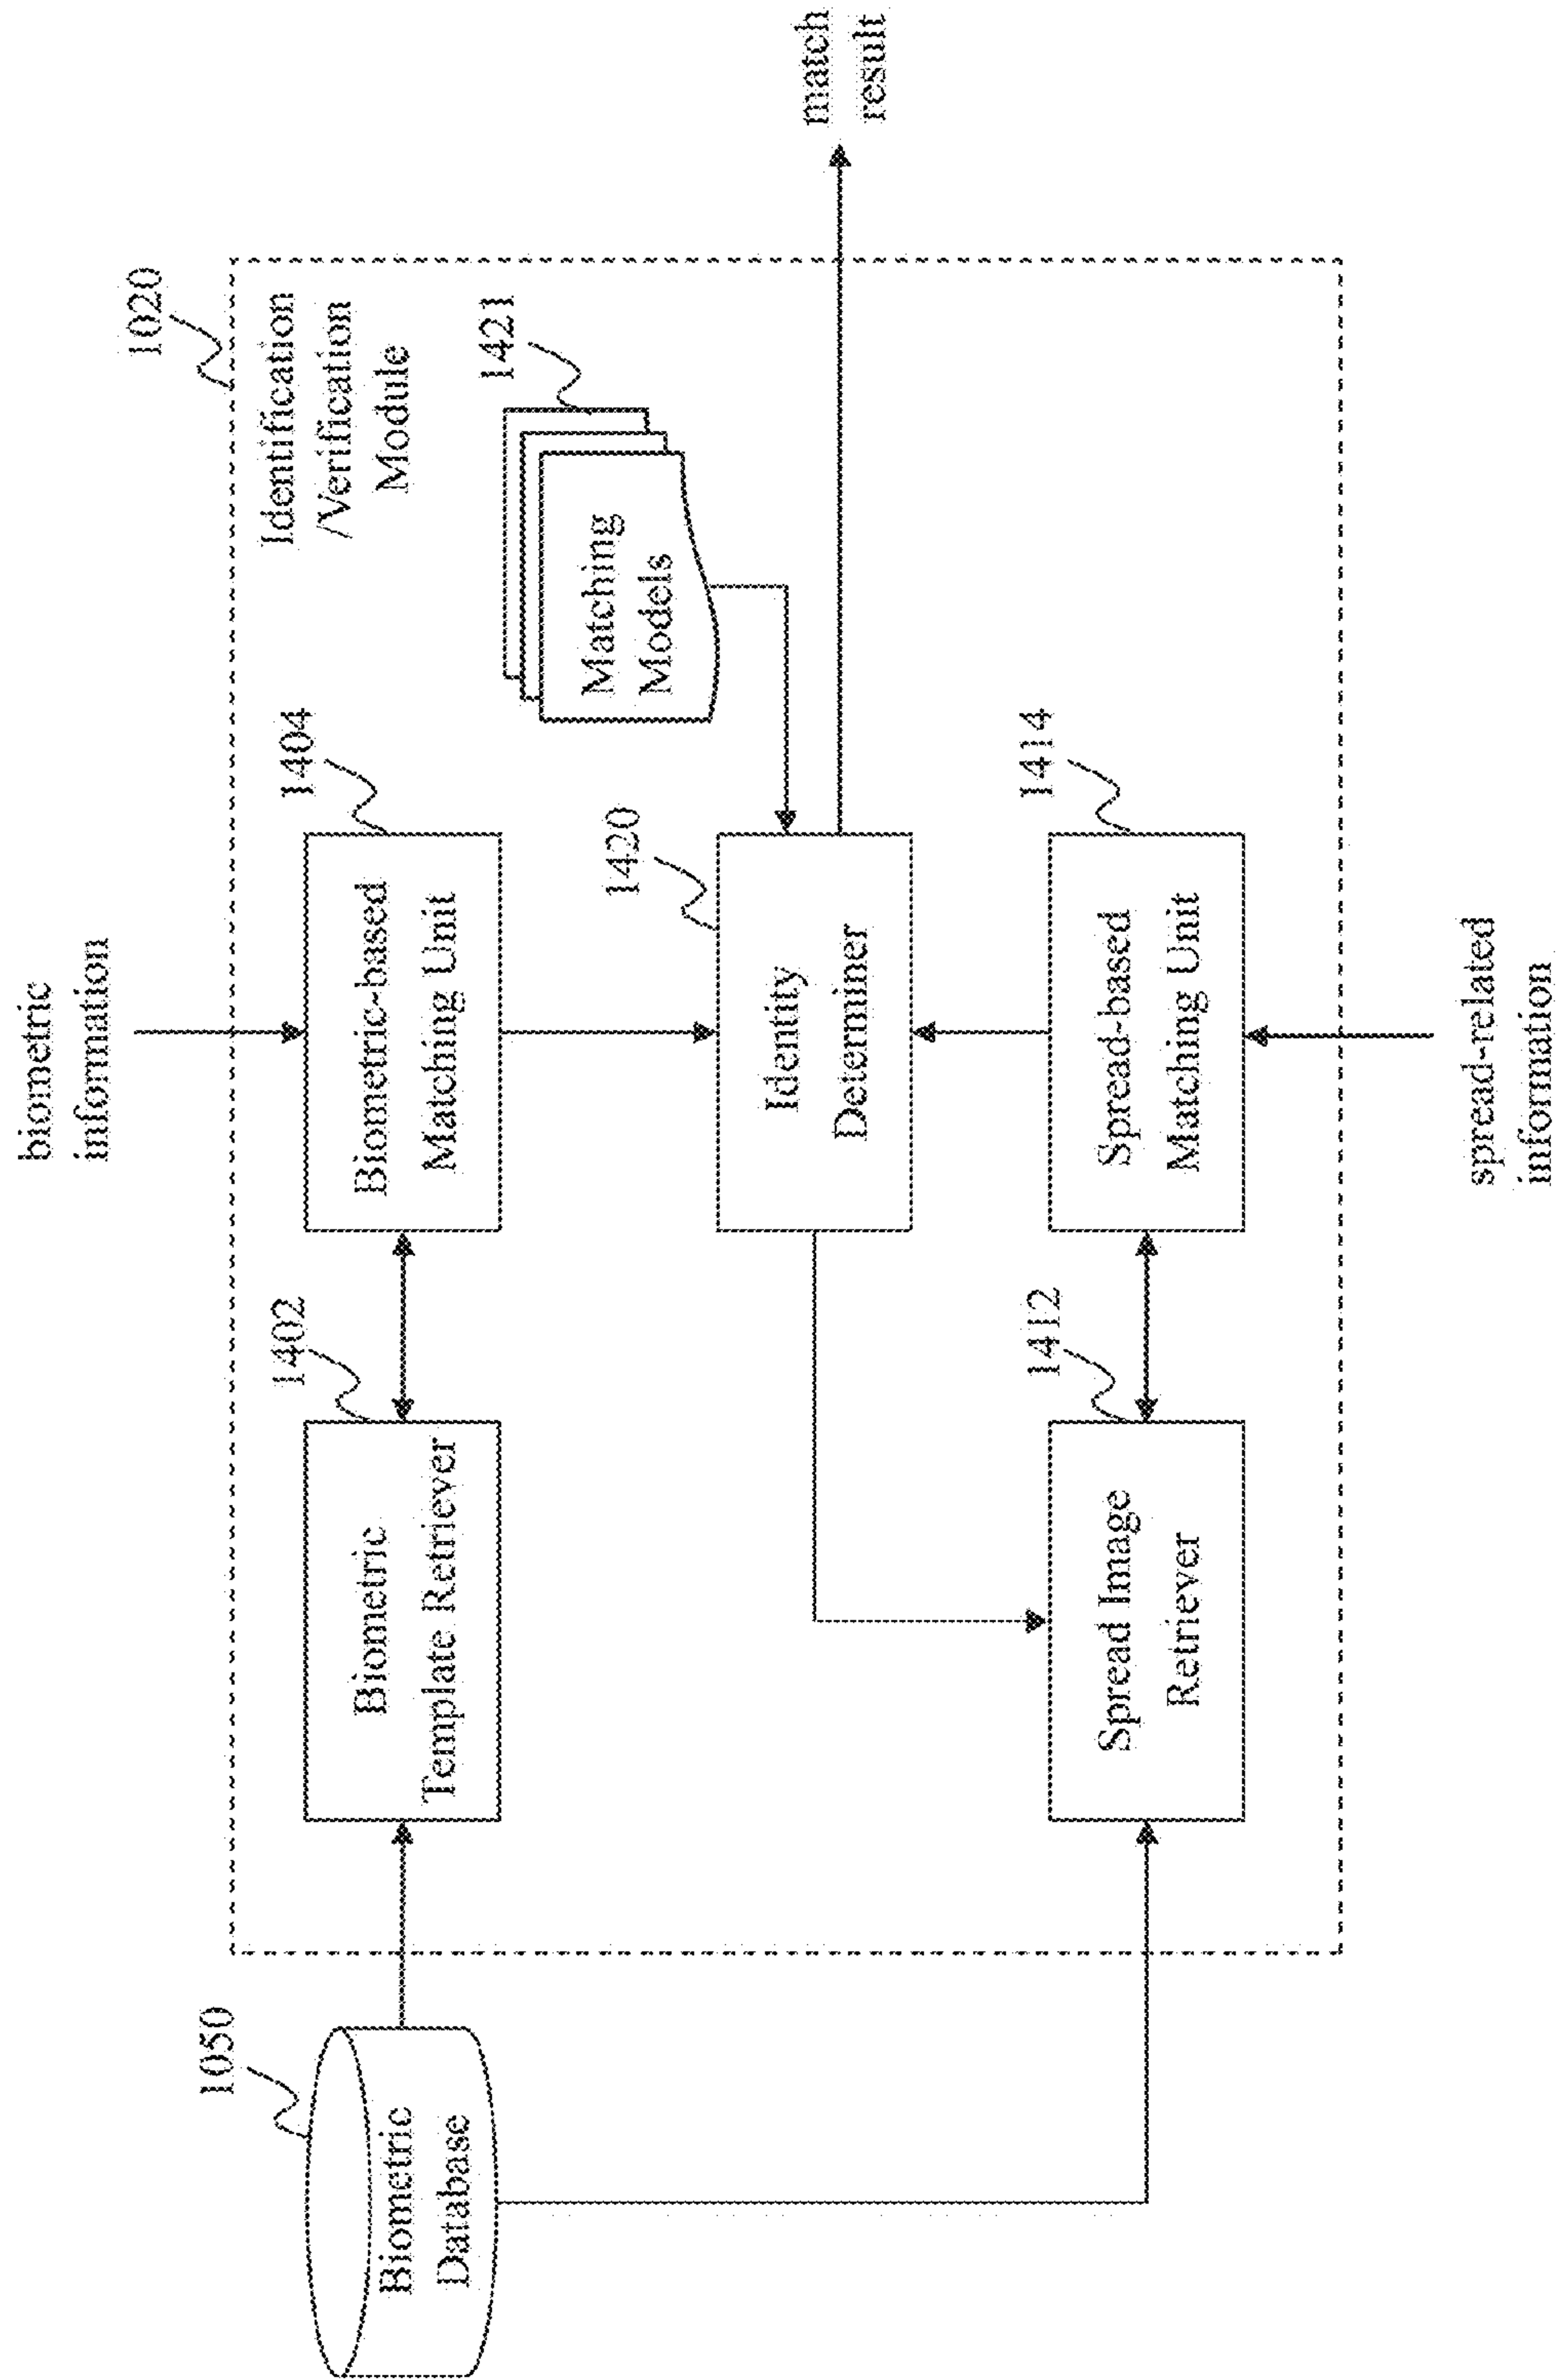 1050
Biometric
Database
biometric
information
1020
Identification
/Verification
Module
1402
Biometric
Template Retriever
1404
Biometric-based
Matching Unit
1421
Matching
Models
1420
Identity
Determiner
match
result
1412
Spread Image
Retriever
1414
Spread-based
Matching Unit
spread-related
information